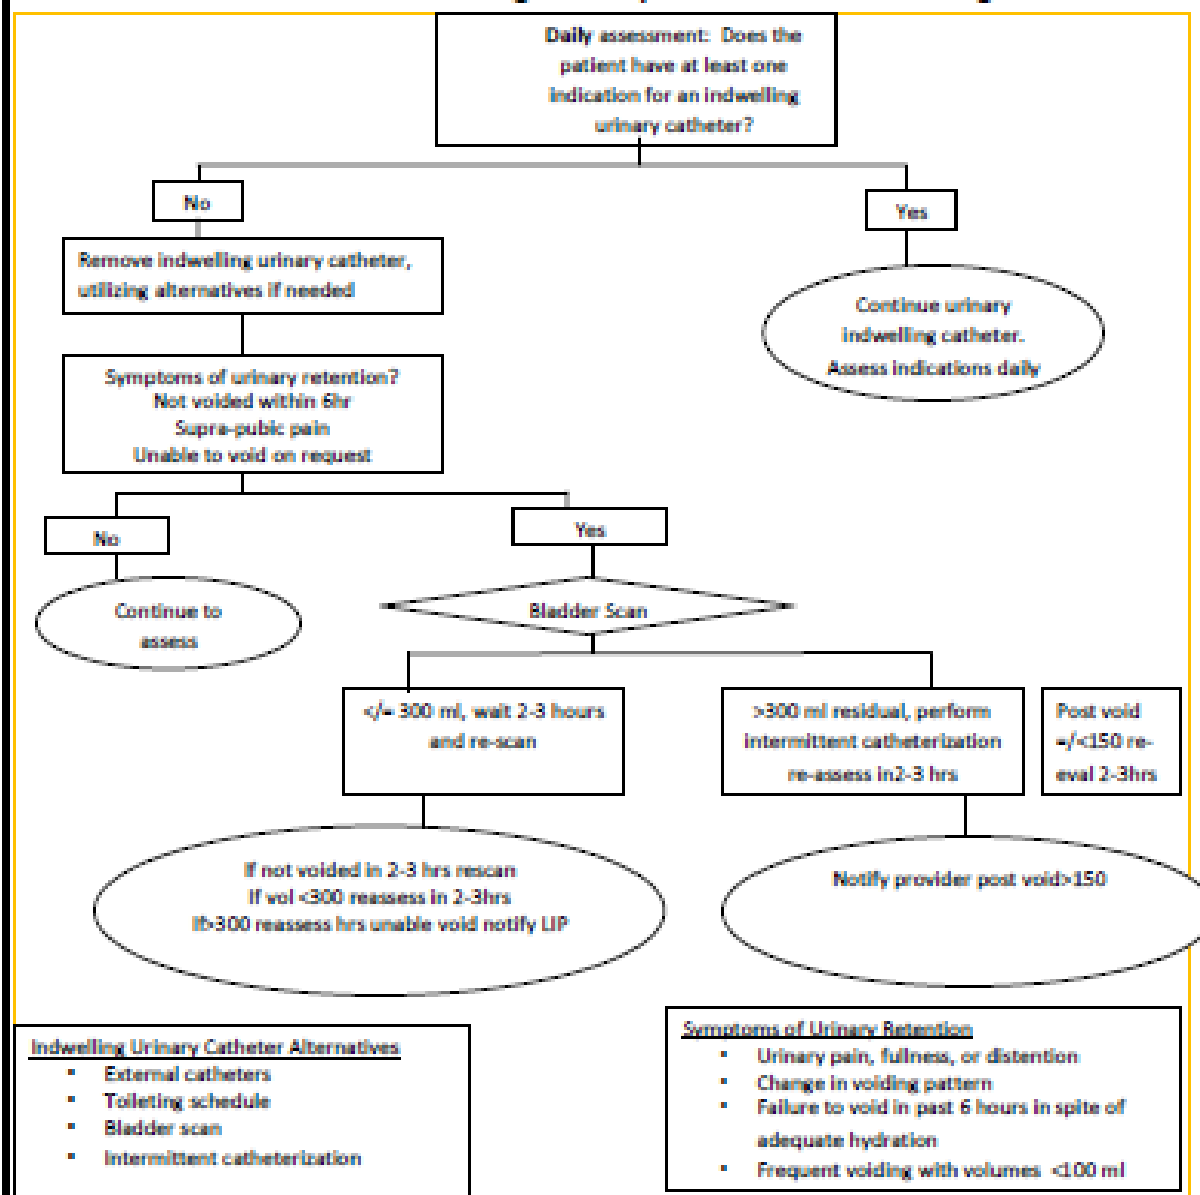 Daily assessment: Does the
patient have at least one
indication for an indwelling
urinary catheter?
No
Yes
Remove indwelling urinary catheter,
utilizing alternatives if needed
Continue urinary
indwelling catheter.
Assess indications daily
Symptoms of urinary retention?
Not voided within 6hr
Supra-pubic pain
Unable to void on request
No
Yes
Continue to
assess
Bladder Scan
</= 300 ml, wait 2-3 hours
and re-scan
>300 ml residual, perform
intermittent catheterization
re-assess in2-3 hrs
Post void
=/<150 re-
eval 2-3hrs
If not voided in 2-3 hrs rescan
If vol <300 reassess in 2-3hrs
If>300 reassess hrs unable void notify LIP
Notify provider post void>150
Indwelling Urinary Catheter Alternatives
▪ External catheters
▪ Toileting schedule
▪ Bladder scan
▪ Intermittent catheterization
Symptoms of Urinary Retention
▪ Urinary pain, fullness, or distention
▪ Change in voiding pattern
▪ Failure to void in past 6 hours in spite of
adequate hydration
▪ Frequent voiding with volumes <100 ml